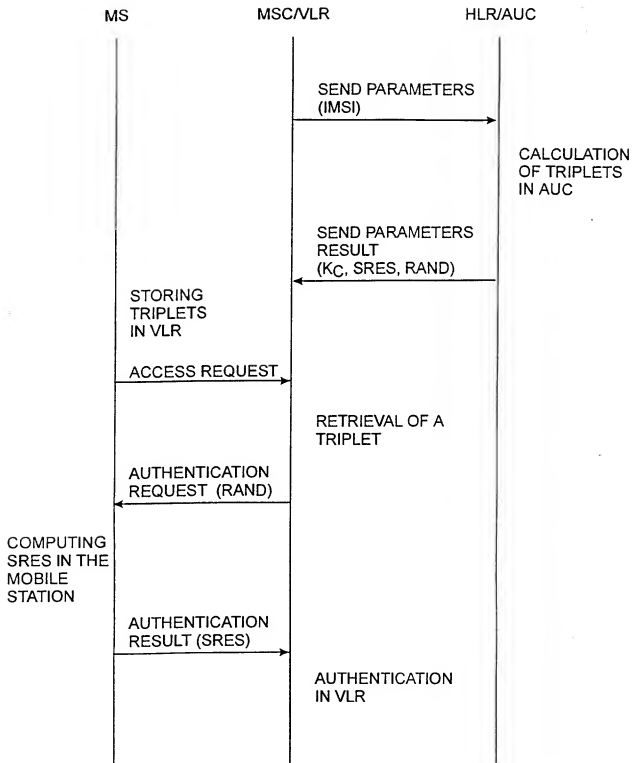 MS MSC/VLR HLR/AUC
SEND PARAMETERS
(IMSI)
CALCULATION
OF TRIPLETS
IN AUC
SEND PARAMETERS
RESULT
(KC, SRES, RAND)
STORING
TRIPLETS
IN VLR
ACCESS REQUEST
RETRIEVAL OF A
TRIPLET
AUTHENTICATION
REQUEST (RAND)
COMPUTING
SRES IN THE
MOBILE
STATION
AUTHENTICATION
RESULT (SRES)
AUTHENTICATION
IN VLR